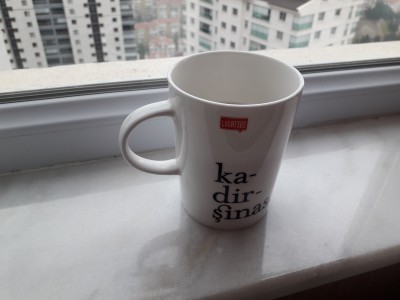 ka-
dir-
şinas